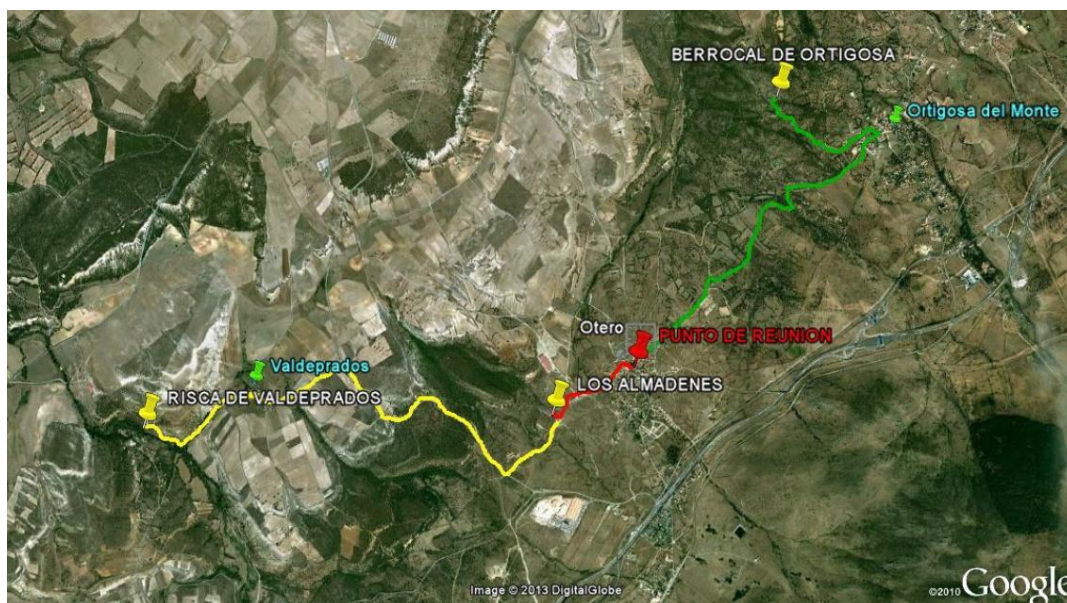 BERROCAL DE ORTIGOSA
Ortigosa del Monte
Otero
PUNTO DE REUNION
Valdeprados
RISCA DE VALDEPRADOS
LOS ALMADENES
Image © 2013 DigitalGlobe
©2010 Google